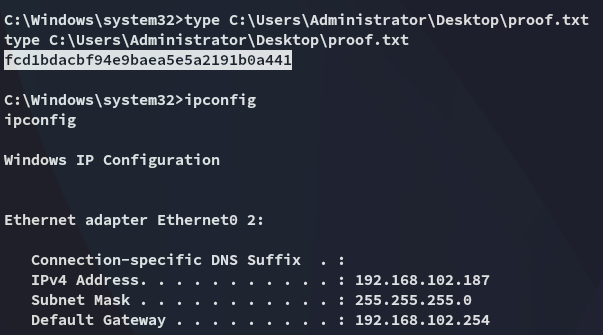 C:\Windows\system32>type C:\Users\Administrator\Desktop\proof.txt
type C:\Users\Administrator\Desktop\proof.txt
fcd1bdacbf94e9baea5e5a2191b0a441
C:\Windows\system32>ipconfig
ipconfig
Windows IP Configuration
Ethernet adapter Ethernet0 2:
   Connection-specific DNS Suffix  . :
   IPv4 Address. . . . . . . . . . . : 192.168.102.187
   Subnet Mask . . . . . . . . . . . : 255.255.255.0
   Default Gateway . . . . . . . . . : 192.168.102.254